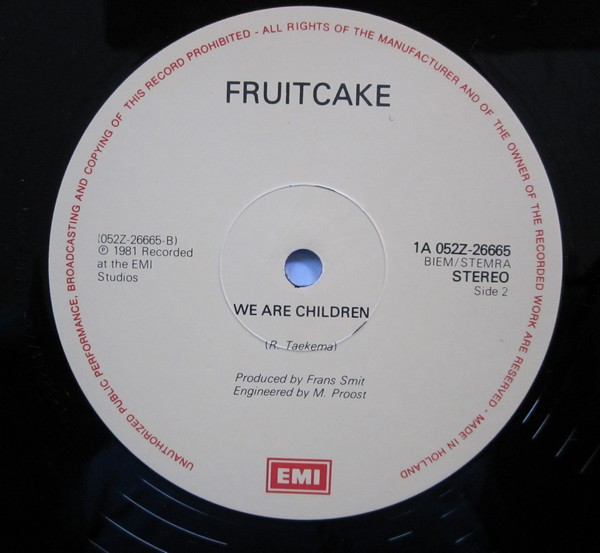 UNAUTHORIZED PUBLIC PERFORMANCE, BROADCASTING AND COPYING OF THIS RECORD PROHIBITED - ALL RIGHTS OF THE MANUFACTURER AND OF THE OWNER OF THE RECORDED WORK ARE RESERVED - MADE IN HOLLAND
FRUITCAKE
(052Z-26665-B)
℗ 1981 Recorded
at the EMI
Studios
1A 052Z-26665
BIEM/STEMRA
STEREO
Side 2
WE ARE CHILDREN
(R. Taekema)
Produced by Frans Smit
Engineered by M. Proost
EMI